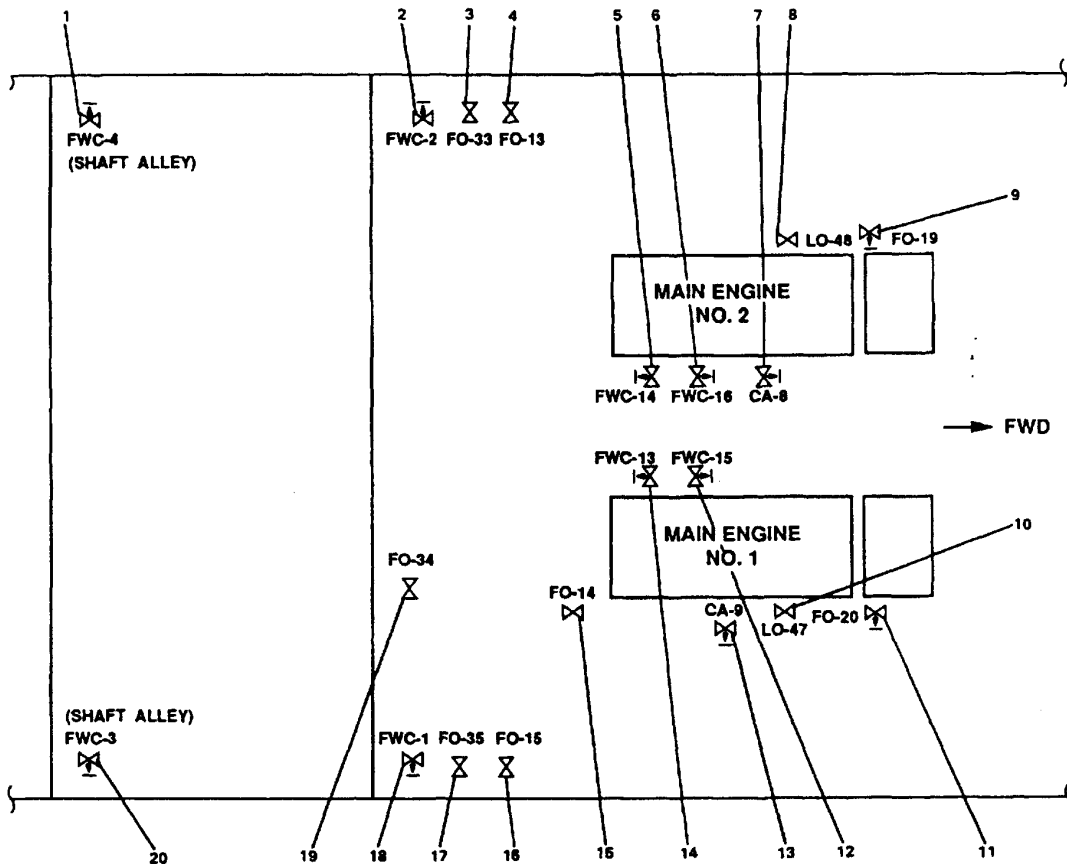 1 2 3 4 5 6 7 8
FWC-4 FWC-2 FO-33 FO-13
(SHAFT ALLEY)
9
LO-48 FO-19
MAIN ENGINE
NO. 2
FWC-14 FWC-16 CA-8
FWD
FWC-13 FWC-15
10
MAIN ENGINE
NO. 1
FO-34
FO-14
CA-9 LO-47 FO-20
(SHAFT ALLEY)
FWC-3 FWC-1 FO-35 FO-15
20 19 18 17 16 15 14 13 12 11